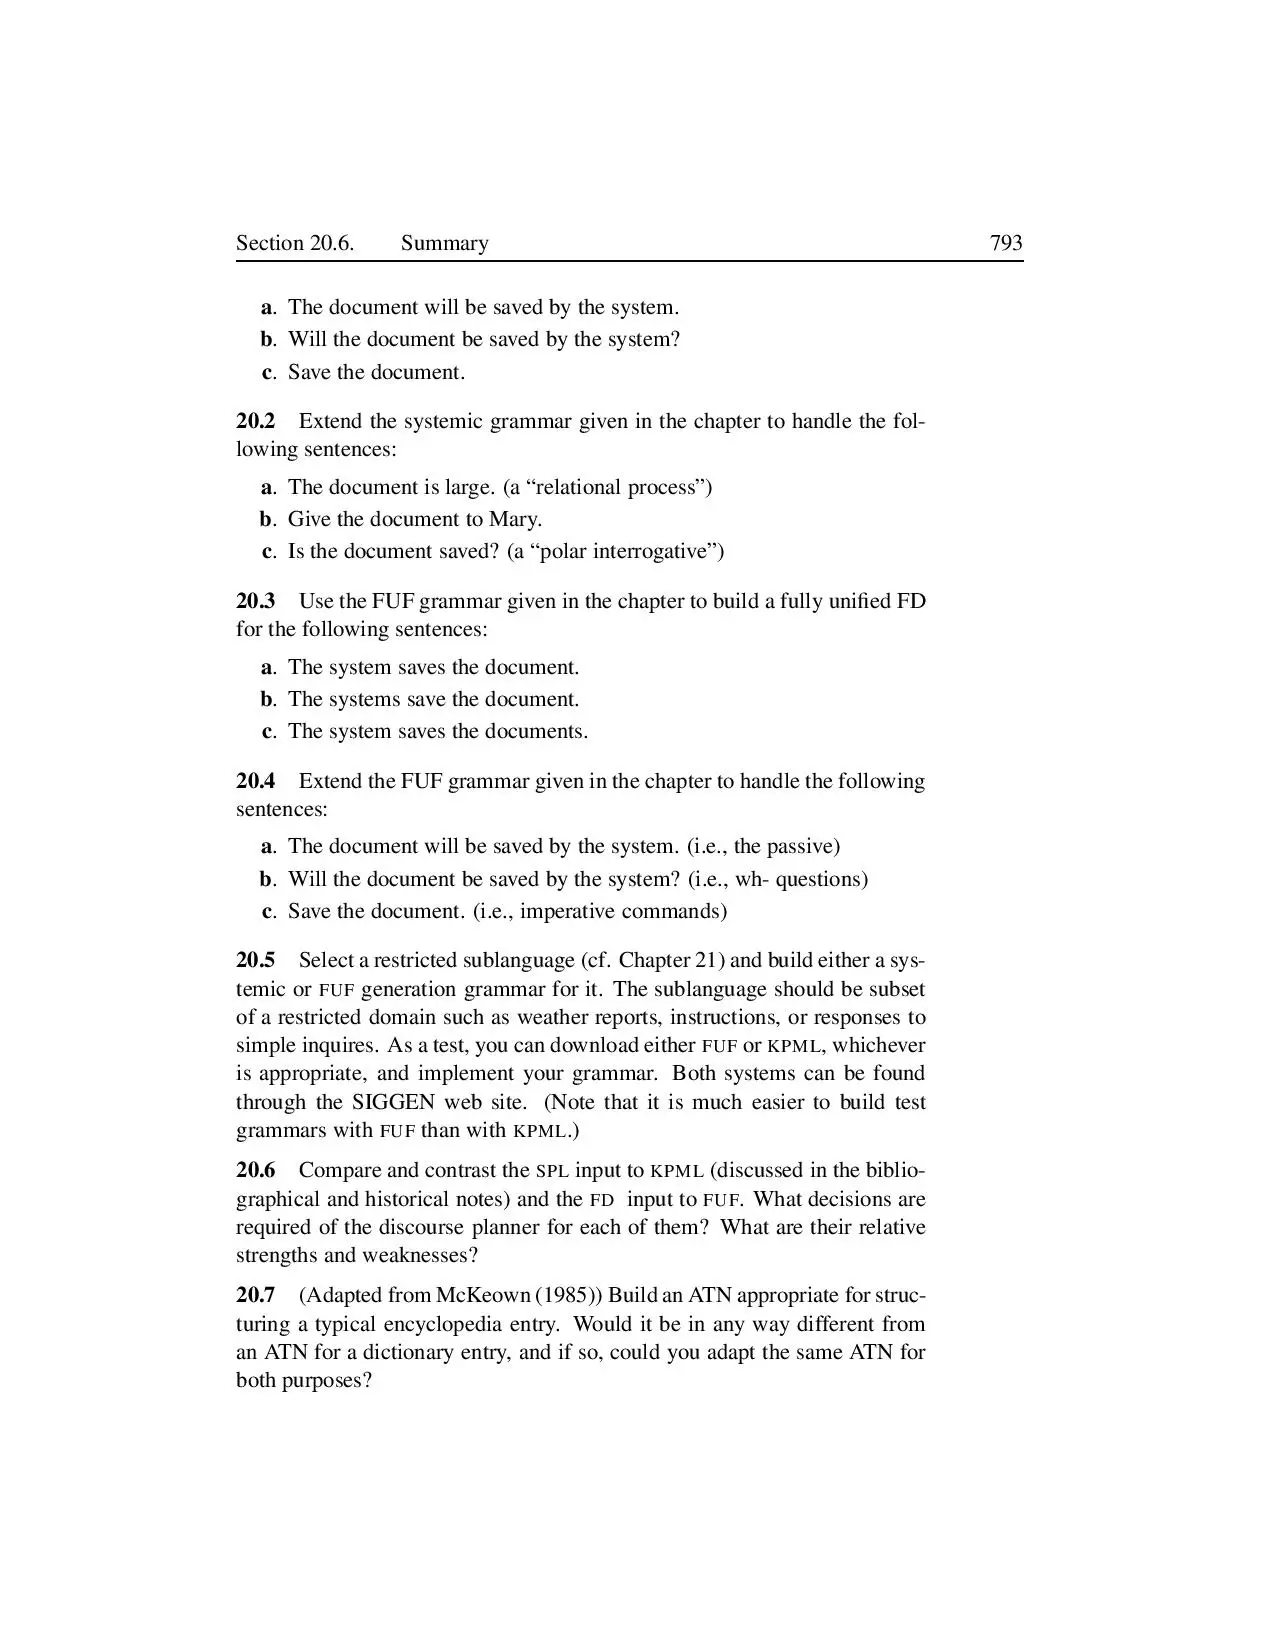 Section 20.6. Summary 793
a. The document will be saved by the system.
b. Will the document be saved by the system?
c. Save the document.
20.2 Extend the systemic grammar given in the chapter to handle the fol-
lowing sentences:
a. The document is large. (a “relational process”)
b. Give the document to Mary.
c. Is the document saved? (a “polar interrogative”)
20.3 Use the FUF grammar given in the chapter to build a fully unified FD
for the following sentences:
a. The system saves the document.
b. The systems save the document.
c. The system saves the documents.
20.4 Extend the FUF grammar given in the chapter to handle the following
sentences:
a. The document will be saved by the system. (i.e., the passive)
b. Will the document be saved by the system? (i.e., wh- questions)
c. Save the document. (i.e., imperative commands)
20.5 Select a restricted sublanguage (cf. Chapter 21) and build either a sys-
temic or FUF generation grammar for it. The sublanguage should be subset
of a restricted domain such as weather reports, instructions, or responses to
simple inquires. As a test, you can download either FUF or KPML, whichever
is appropriate, and implement your grammar. Both systems can be found
through the SIGGEN web site. (Note that it is much easier to build test
grammars with FUF than with KPML.)
20.6 Compare and contrast the SPL input to KPML (discussed in the biblio-
graphical and historical notes) and the FD input to FUF. What decisions are
required of the discourse planner for each of them? What are their relative
strengths and weaknesses?
20.7 (Adapted from McKeown (1985)) Build an ATN appropriate for struc-
turing a typical encyclopedia entry. Would it be in any way different from
an ATN for a dictionary entry, and if so, could you adapt the same ATN for
both purposes?